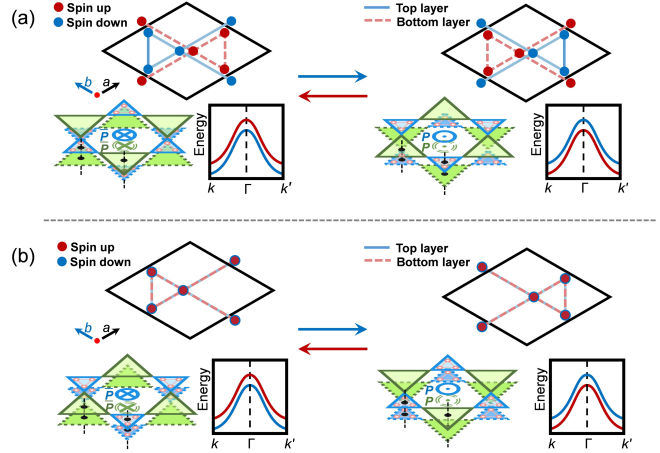 (a)
Spin up
Spin down
Top layer
Bottom layer
b
a
P
P
Energy
k Γ k'
P
P
Energy
k Γ k'
(b)
Spin up
Spin down
Top layer
Bottom layer
b
a
P
P
Energy
k Γ k'
P
P
Energy
k Γ k'